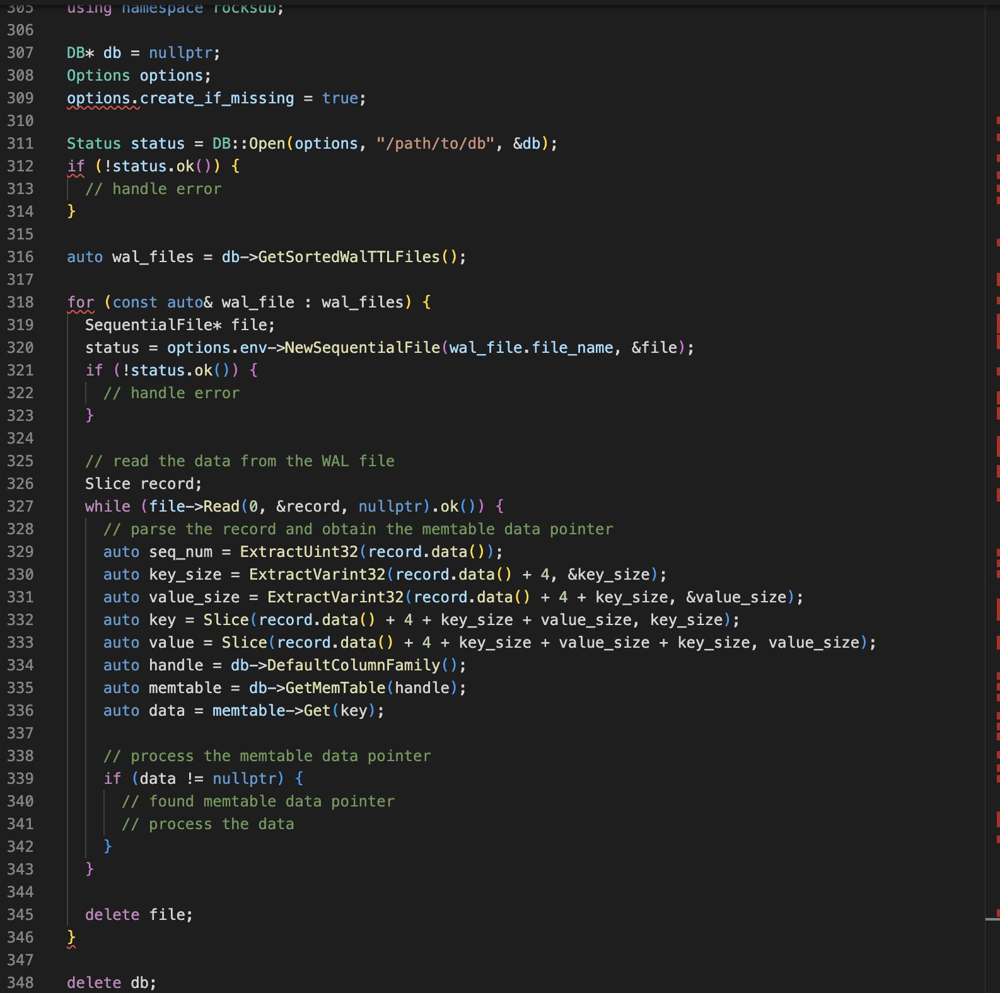 305 using namespace rocksdb;
306
307 DB* db = nullptr;
308 Options options;
309 options.create_if_missing = true;
310
311 Status status = DB::Open(options, "/path/to/db", &db);
312 if (!status.ok()) {
313 // handle error
314 }
315
316 auto wal_files = db->GetSortedWalTTLFiles();
317
318 for (const auto& wal_file : wal_files) {
319 SequentialFile* file;
320 status = options.env->NewSequentialFile(wal_file.file_name, &file);
321 if (!status.ok()) {
322 // handle error
323 }
324
325 // read the data from the WAL file
326 Slice record;
327 while (file->Read(0, &record, nullptr).ok()) {
328 // parse the record and obtain the memtable data pointer
329 auto seq_num = ExtractUint32(record.data());
330 auto key_size = ExtractVarint32(record.data() + 4, &key_size);
331 auto value_size = ExtractVarint32(record.data() + 4 + key_size, &value_size);
332 auto key = Slice(record.data() + 4 + key_size + value_size, key_size);
333 auto value = Slice(record.data() + 4 + key_size + value_size + key_size, value_size);
334 auto handle = db->DefaultColumnFamily();
335 auto memtable = db->GetMemTable(handle);
336 auto data = memtable->Get(key);
337
338 // process the memtable data pointer
339 if (data != nullptr) {
340 // found memtable data pointer
341 // process the data
342 }
343 }
344
345 delete file;
346 }
347
348 delete db;